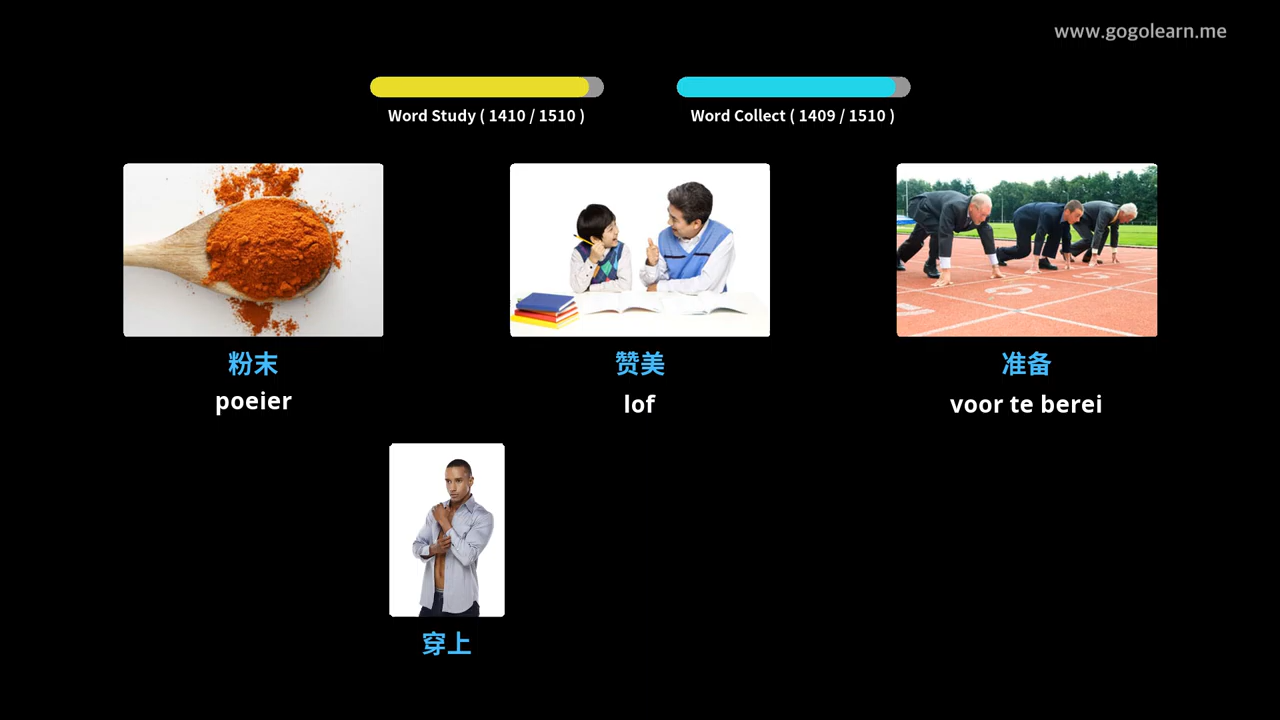 www.gogolearn.me
Word Study ( 1410 / 1510 )
Word Collect ( 1409 / 1510 )
粉末
赞美
准备
poeier
lof
voor te berei
穿上